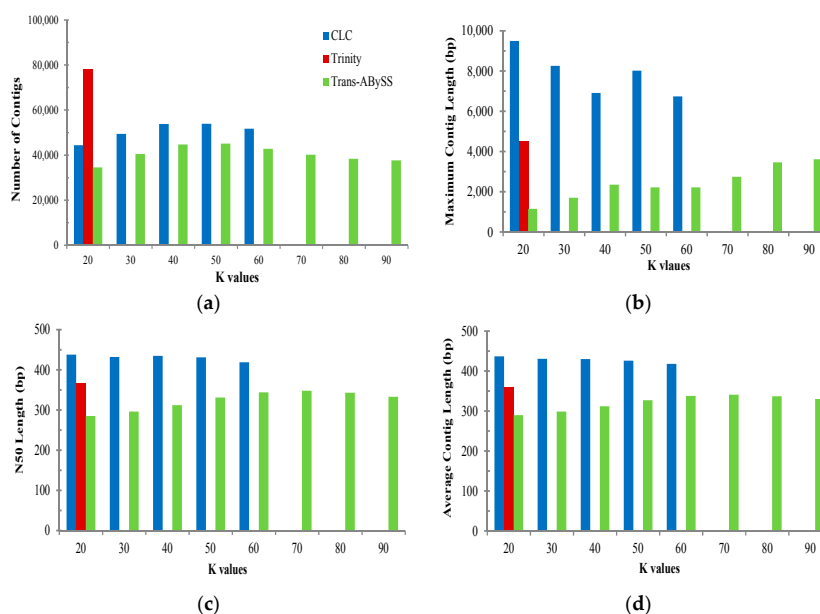 100,000
80,000
60,000
40,000
20,000
0
Number of Contigs
CLC
Trinity
Trans-ABySS
20 30 40 50 60 70 80 90
K values
(a)
10,000
8,000
6,000
4,000
2,000
0
Maximum Contig Length (bp)
20 30 40 50 60 70 80 90
K vlaues
(b)
500
400
300
200
100
0
N50 Length (bp)
20 30 40 50 60 70 80 90
K values
(c)
500
400
300
200
100
0
Average Contig Length (bp)
20 30 40 50 60 70 80 90
K values
(d)